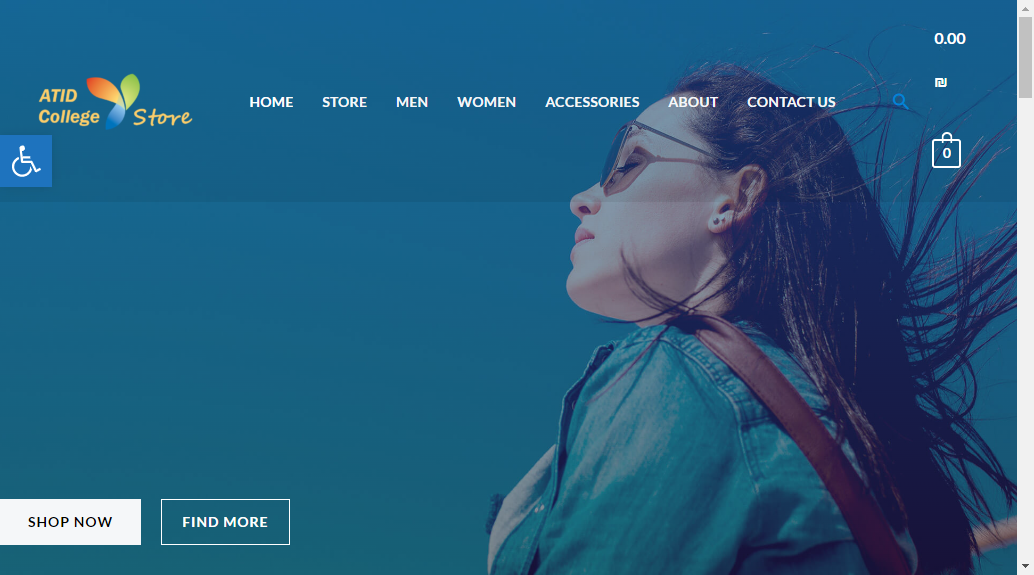 0.00
₪
ATID
College Store
HOME STORE MEN WOMEN ACCESSORIES ABOUT CONTACT US
0
SHOP NOW FIND MORE